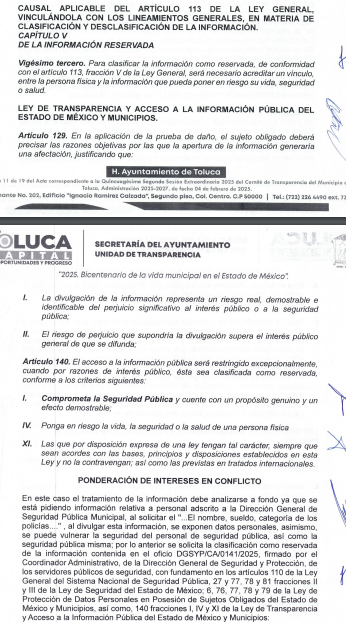 CAUSAL APLICABLE DEL ARTÍCULO 113 DE LA LEY GENERAL,
VINCULÁNDOLA CON LOS LINEAMIENTOS GENERALES, EN MATERIA DE
CLASIFICACIÓN Y DESCLASIFICACIÓN DE LA INFORMACIÓN.
CAPÍTULO V
DE LA INFORMACIÓN RESERVADA
Vigésimo tercero. Para clasificar la información como reservada, de conformidad
con el artículo 113, fracción V de la Ley General, será necesario acreditar un vínculo,
entre la persona física y la información que pueda poner en riesgo su vida, seguridad
o salud.
LEY DE TRANSPARENCIA Y ACCESO A LA INFORMACIÓN PÚBLICA DEL
ESTADO DE MÉXICO Y MUNICIPIOS.
Artículo 129. En la aplicación de la prueba de daño, el sujeto obligado deberá
precisar las razones objetivas por las que la apertura de la información generaría
una afectación, justificando que:
H. Ayuntamiento de Toluca
11 de 19 del Acta correspondiente a la Quincuagésima Segunda Sesión Extraordinaria 2025 del Comité de Transparencia del Municipio
Toluca, Administración 2025-2027, de fecha 04 de febrero de 2025.
nante No. 202, Edificio "Ignacio Ramírez Calzada", Segundo piso, Col. Centro. C.P 50000 | Tel.: (722) 226 4490 ext. 72
TOLUCA
CAPITAL
OPORTUNIDADES Y PROGRESO
SECRETARÍA DEL AYUNTAMIENTO
UNIDAD DE TRANSPARENCIA
"2025. Bicentenario de la vida municipal en el Estado de México".
I. La divulgación de la información representa un riesgo real, demostrable e
identificable del perjuicio significativo al interés público o a la seguridad
pública;
II. El riesgo de perjuicio que supondría la divulgación supera el interés público
general de que se difunda;
Artículo 140. El acceso a la información pública será restringido excepcionalmente,
cuando por razones de interés público, ésta sea clasificada como reservada,
conforme a los criterios siguientes:
I. Comprometa la Seguridad Pública y cuente con un propósito genuino y un
efecto demostrable;
IV. Ponga en riesgo la vida, la seguridad o la salud de una persona física
XI. Las que por disposición expresa de una ley tengan tal carácter, siempre que
sean acordes con las bases, principios y disposiciones establecidos en esta
Ley y no la contravengan; así como las previstas en tratados internacionales.
PONDERACIÓN DE INTERESES EN CONFLICTO
En este caso el tratamiento de la información debe analizarse a fondo ya que se
está pidiendo información relativa a personal adscrito a la Dirección General de
Seguridad Pública Municipal, al solicitar el "...El nombre, sueldo, categoría de los
policías....", al divulgar esta información, se exponen datos personales, asimismo,
se puede vulnerar la seguridad del personal de seguridad pública, así como la
seguridad pública misma; por lo anterior se solicita la clasificación como reservada
de la información contenida en el oficio DGSYP/CA/0141/2025, firmado por el
Coordinador Administrativo, de la Dirección General de Seguridad y Protección, de
los servidores públicos de seguridad, con fundamento en los artículos 110 de la Ley
General del Sistema Nacional de Seguridad Pública, 27 y 77, 78 y 81 fracciones II
y III de la Ley de Seguridad del Estado de México; 6, 76, 77, 78 y 79 de la Ley de
Protección de Datos Personales en Posesión de Sujetos Obligados del Estado de
México y Municipios, así como, 140 fracciones I, IV y XI de la Ley de Transparencia
y Acceso a la Información Pública del Estado de México y Municipios: